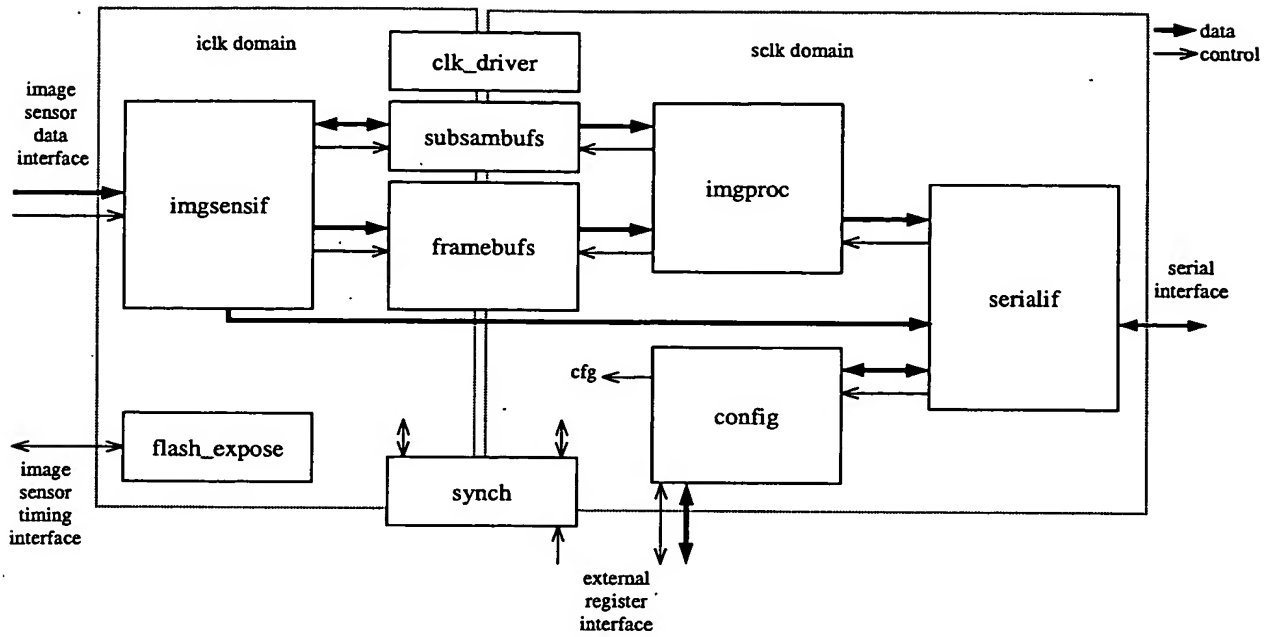 iclk domain
clk_driver
sclk domain
data
control
image
sensor
data
interface
subsambufs
imgsensif
imgproc
framebufs
serialif
serial
interface
cfg
config
flash_expose
synch
image
sensor
timing
interface
external
register
interface